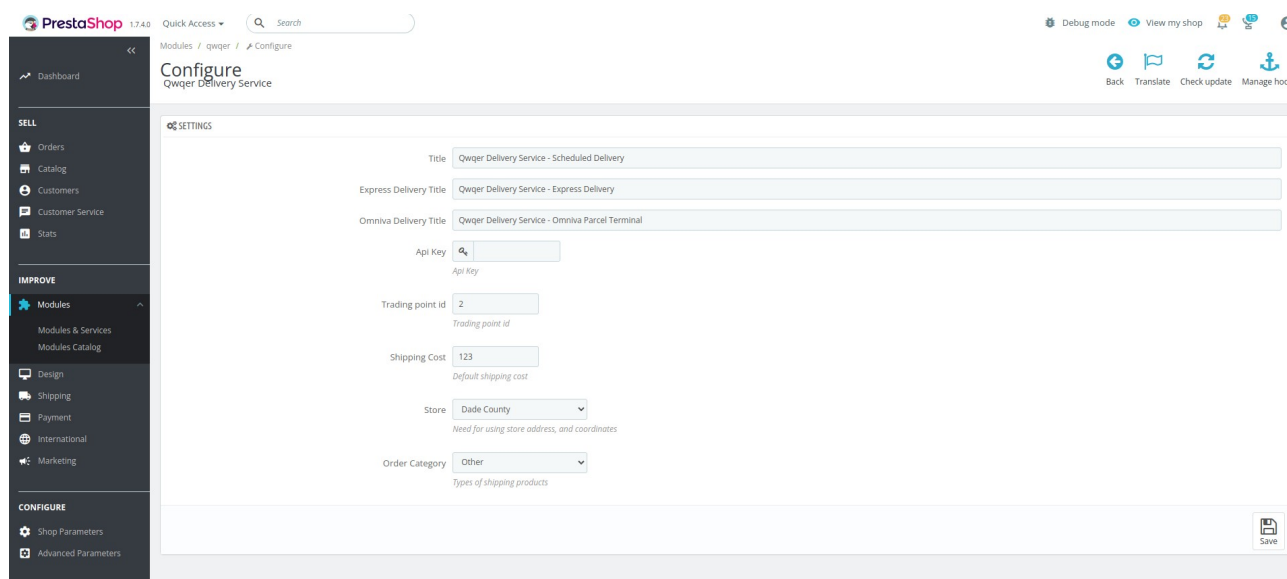 PrestaShop 1.7.4.0 Quick Access Search Debug mode View my shop 23 15
Modules / qwqer / Configure
Configure
Qwqer Delivery Service
Back Translate Check update Manage hoo
Dashboard
SELL
Orders
Catalog
Customers
Customer Service
Stats
IMPROVE
Modules
Modules & Services
Modules Catalog
Design
Shipping
Payment
International
Marketing
CONFIGURE
Shop Parameters
Advanced Parameters
SETTINGS
Title Qwqer Delivery Service - Scheduled Delivery
Express Delivery Title Qwqer Delivery Service - Express Delivery
Omniva Delivery Title Qwqer Delivery Service - Omniva Parcel Terminal
Api Key
Api Key
Trading point id 2
Trading point id
Shipping Cost 123
Default shipping cost
Store Dade County
Need for using store address, and coordinates
Order Category Other
Types of shipping products
Save